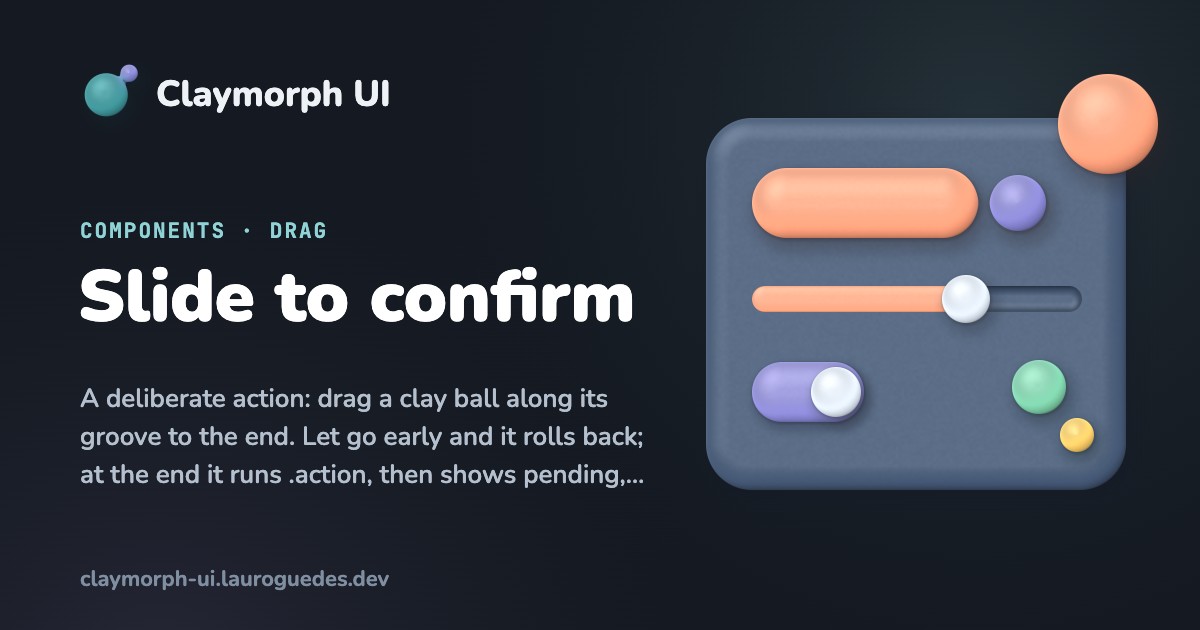 Claymorph UI
COMPONENTS · DRAG
Slide to confirm
A deliberate action: drag a clay ball along its
groove to the end. Let go early and it rolls back;
at the end it runs .action, then shows pending,…
claymorph-ui.lauroguedes.dev